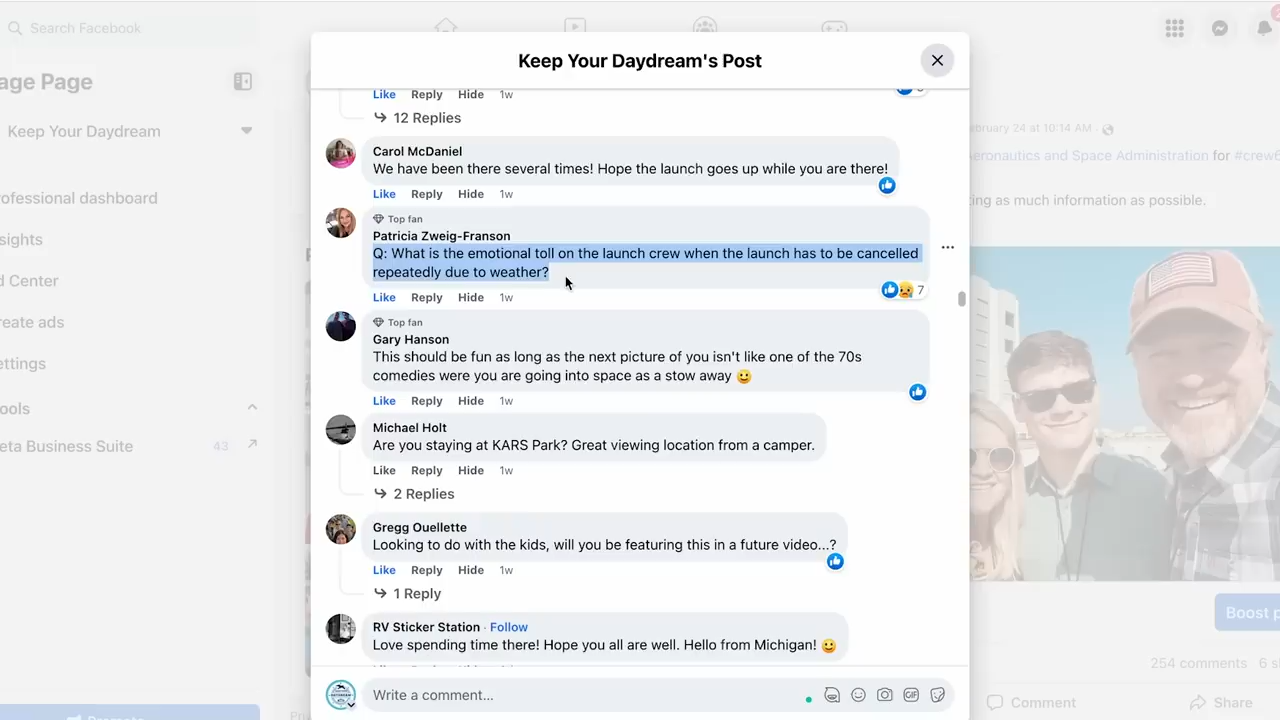 Search Facebook
Keep Your Daydream's Post
age Page
Keep Your Daydream
rofessional dashboard
sights
d Center
reate ads
ettings
ools
eta Business Suite
43
Like Reply Hide 1w
12 Replies
Carol McDaniel
We have been there several times! Hope the launch goes up while you are there!
Like Reply Hide 1w
Top fan
Patricia Zweig-Franson
Q: What is the emotional toll on the launch crew when the launch has to be cancelled
repeatedly due to weather?
7
Like Reply Hide 1w
Top fan
Gary Hanson
This should be fun as long as the next picture of you isn't like one of the 70s
comedies were you are going into space as a stow away
Like Reply Hide 1w
Michael Holt
Are you staying at KARS Park? Great viewing location from a camper.
Like Reply Hide 1w
2 Replies
Gregg Ouellette
Looking to do with the kids, will you be featuring this in a future video...?
Like Reply Hide 1w
1 Reply
RV Sticker Station · Follow
Love spending time there! Hope you all are well. Hello from Michigan!
Write a comment...
GIF
bruary 24 at 10:14 AM
eronautics and Space Administration for #crew6
ting as much information as possible.
Boost p
254 comments 6 s
Comment Share